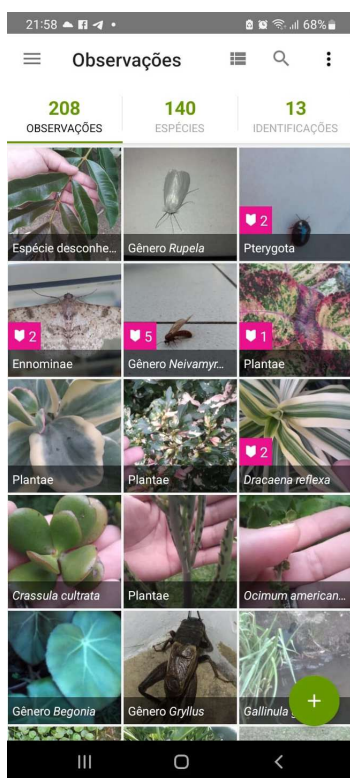 21:58
68%
Observações
208
140
13
OBSERVAÇÕES
ESPÉCIES
IDENTIFICAÇÕES
Espécie desconhe...
Gênero Rupela
2
Pterygota
2
Ennominae
5
Gênero Neivamyr...
1
Plantae
Plantae
Plantae
2
Dracaena reflexa
Crassula cultrata
Plantae
Ocimum american...
Gênero Begonia
Gênero Gryllus
Gallinula
+